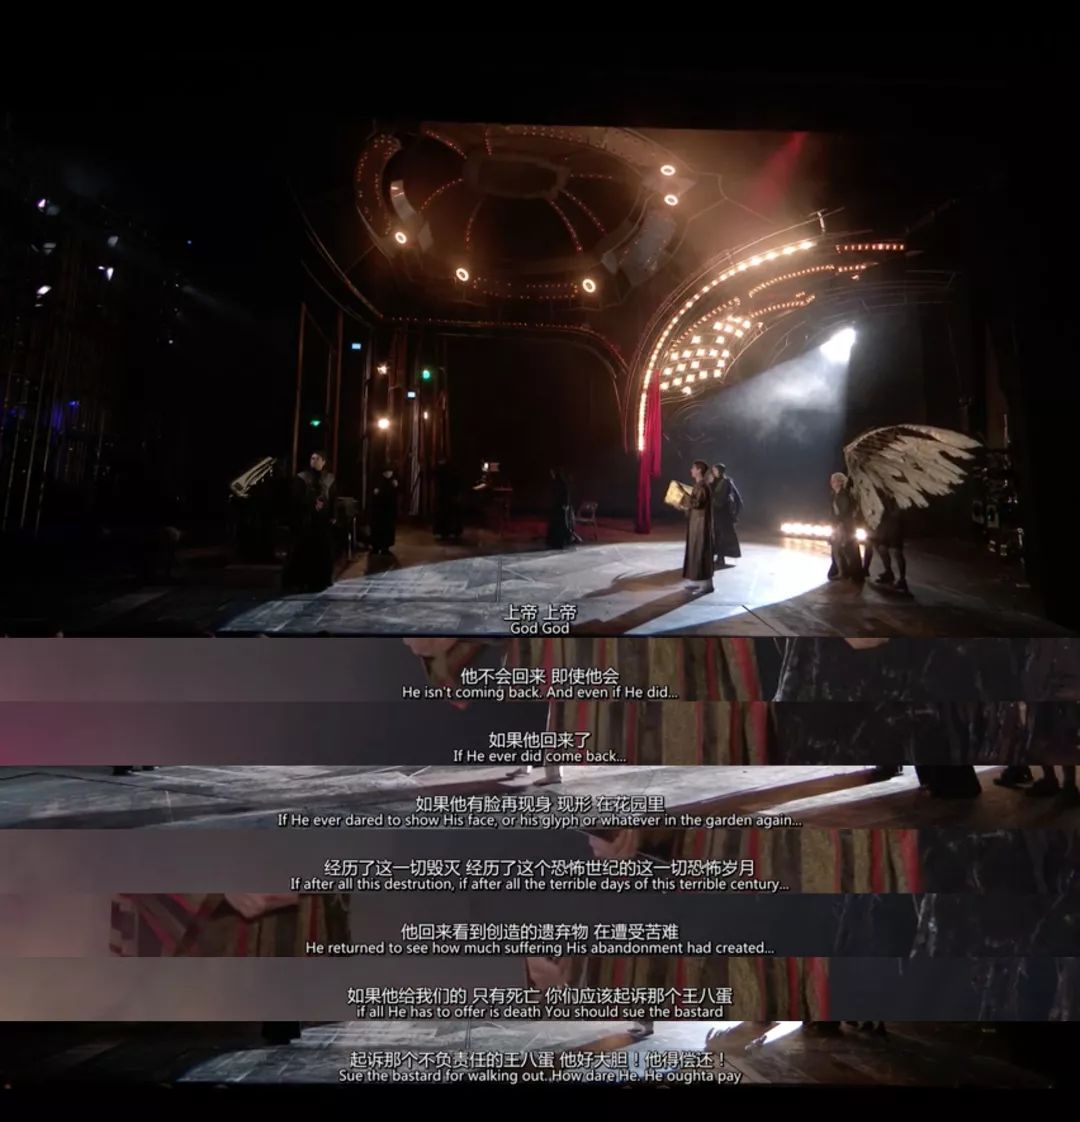 上帝 上帝
God God
他不会回来 即使他会
He isn't coming back. And even if He did...
如果他回来了
If He ever did come back...
如果他有脸再现身 现形 在花园里
If He ever dared to show His face, or his glyph or whatever in the garden again...
经历了这一切毁灭 经历了这个恐怖世纪的这一切恐怖岁月
If after all this destrution, if after all the terrible days of this terrible century...
他回来看到创造的遗弃物 在遭受苦难
He returned to see how much suffering His abandonment had created...
如果他给我们的 只有死亡 你们应该起诉那个王八蛋
if all He has to offer is death You should sue the bastard
起诉那个不负责任的王八蛋 他好大胆！他得偿还！
Sue the bastard for walking out. How dare He. He oughta pay